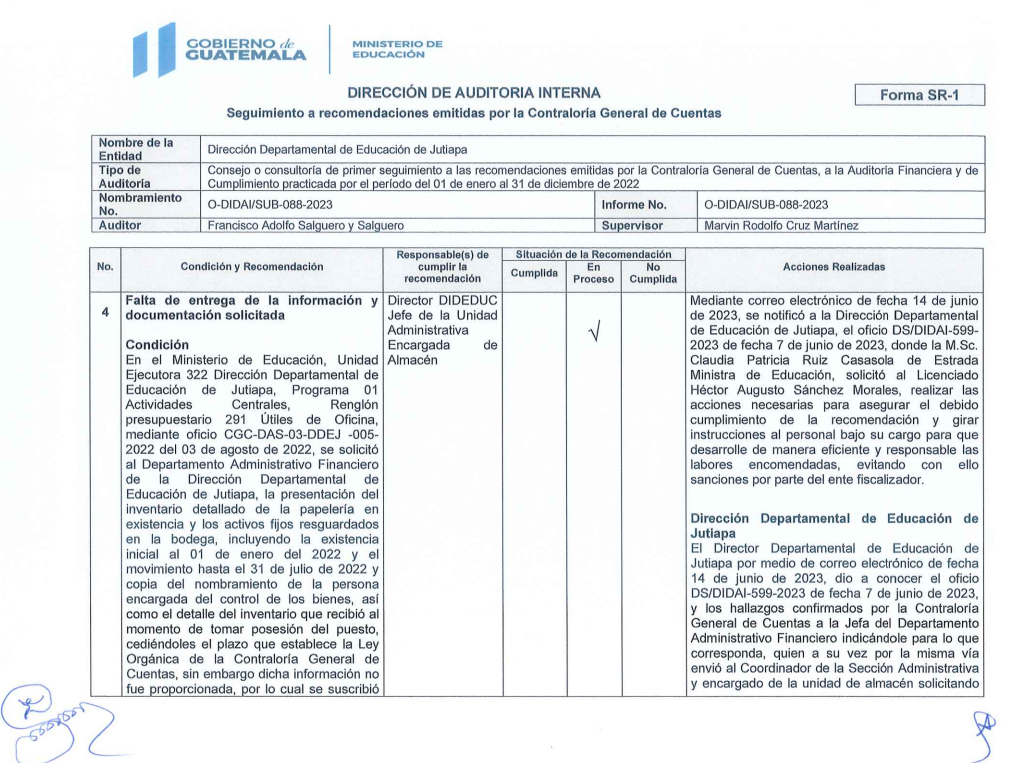 GOBIERNO de
GUATEMALA
MINISTERIO DE
EDUCACIÓN
DIRECCIÓN DE AUDITORIA INTERNA
Forma SR-1
Seguimiento a recomendaciones emitidas por la Contraloría General de Cuentas
Nombre de la
Entidad
Dirección Departamental de Educación de Jutiapa
Tipo de
Auditoría
Consejo o consultoría de primer seguimiento a las recomendaciones emitidas por la Contraloría General de Cuentas, a la Auditoría Financiera y de
Cumplimiento practicada por el período del 01 de enero al 31 de diciembre de 2022
Nombramiento
No.
O-DIDAI/SUB-088-2023
Informe No.
O-DIDAI/SUB-088-2023
Auditor
Francisco Adolfo Salguero y Salguero
Supervisor
Marvin Rodolfo Cruz Martínez
No.
Condición y Recomendación
Responsable(s) de
cumplir la
recomendación
Situación de la Recomendación
Cumplida
En
Proceso
No
Cumplida
Acciones Realizadas
4
Falta de entrega de la información y
documentación solicitada
Condición
En el Ministerio de Educación, Unidad
Ejecutora 322 Dirección Departamental de
Educación de Jutiapa, Programa 01
Actividades Centrales, Renglón
presupuestario 291 Útiles de Oficina,
mediante oficio CGC-DAS-03-DDEJ -005-
2022 del 03 de agosto de 2022, se solicitó
al Departamento Administrativo Financiero
de la Dirección Departamental de
Educación de Jutiapa, la presentación del
inventario detallado de la papelería en
existencia y los activos fijos resguardados
en la bodega, incluyendo la existencia
inicial al 01 de enero del 2022 y el
movimiento hasta el 31 de julio de 2022 y
copia del nombramiento de la persona
encargada del control de los bienes, así
como el detalle del inventario que recibió al
momento de tomar posesión del puesto,
cediéndoles el plazo que establece la Ley
Orgánica de la Contraloría General de
Cuentas, sin embargo dicha información no
fue proporcionada, por lo cual se suscribió
Director DIDEDUC
Jefe de la Unidad
Administrativa
Encargada de
Almacén
√
Mediante correo electrónico de fecha 14 de junio
de 2023, se notificó a la Dirección Departamental
de Educación de Jutiapa, el oficio DS/DIDAI-599-
2023 de fecha 7 de junio de 2023, donde la M.Sc.
Claudia Patricia Ruiz Casasola de Estrada
Ministra de Educación, solicitó al Licenciado
Héctor Augusto Sánchez Morales, realizar las
acciones necesarias para asegurar el debido
cumplimiento de la recomendación y girar
instrucciones al personal bajo su cargo para que
desarrolle de manera eficiente y responsable las
labores encomendadas, evitando con ello
sanciones por parte del ente fiscalizador.
Dirección Departamental de Educación de
Jutiapa
El Director Departamental de Educación de
Jutiapa por medio de correo electrónico de fecha
14 de junio de 2023, dio a conocer el oficio
DS/DIDAI-599-2023 de fecha 7 de junio de 2023,
y los hallazgos confirmados por la Contraloría
General de Cuentas a la Jefa del Departamento
Administrativo Financiero indicándole para lo que
corresponda, quien a su vez por la misma vía
envió al Coordinador de la Sección Administrativa
y encargado de la unidad de almacén solicitando